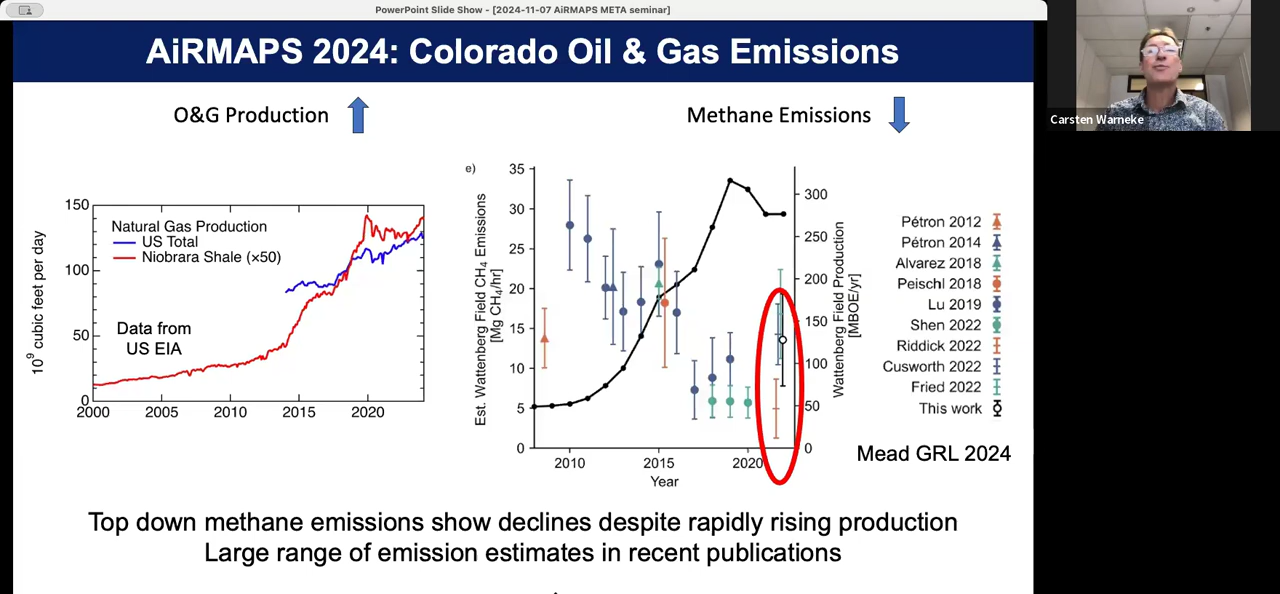 PowerPoint Slide Show - [2024-11-07 AiRMAPS META seminar]
AiRMAPS 2024: Colorado Oil & Gas Emissions
O&G Production
Methane Emissions
Carsten Warneke
150
100
50
0
10⁹ cubic feet per day
Natural Gas Production
US Total
Niobrara Shale (×50)
Data from
US EIA
2000
2005
2010
2015
2020
e)
35
30
25
20
15
10
5
0
Est. Wattenberg Field CH₄ Emissions
[Mg CH₄/hr]
2010
2015
2020
Year
300
250
200
150
100
50
0
Wattenberg Field Production
[MBOE/yr]
Pétron 2012
Pétron 2014
Alvarez 2018
Peischl 2018
Lu 2019
Shen 2022
Riddick 2022
Cusworth 2022
Fried 2022
This work
Mead GRL 2024
Top down methane emissions show declines despite rapidly rising production
Large range of emission estimates in recent publications